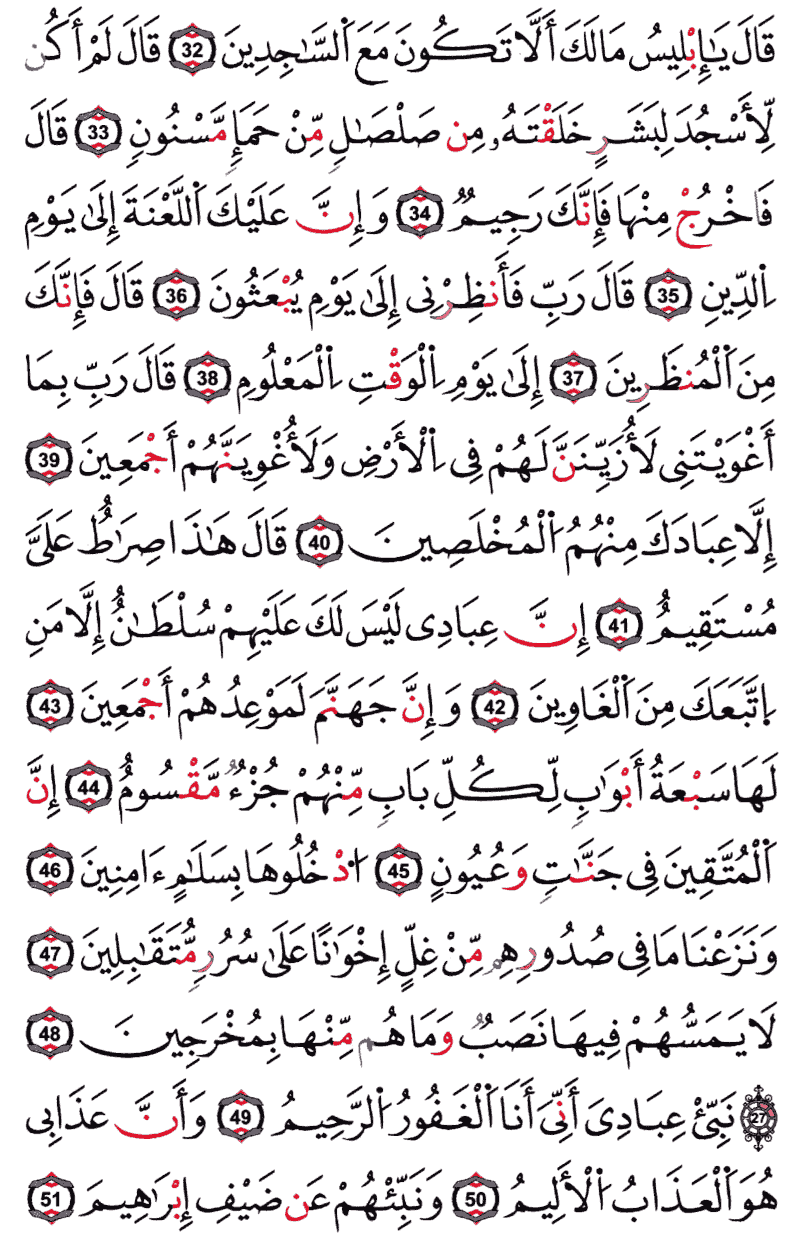 قَالَ يَٰٓإِبْلِيسُ مَا لَكَ أَلَّا تَكُونَ مَعَ ٱلسَّٰجِدِينَ 32 قَالَ لَمْ أَكُن
لِّأَسْجُدَ لِبَشَرٍ خَلَقْتَهُۥ مِن صَلْصَٰلٍ مِّنْ حَمَإٍ مَّسْنُونٍ 33 قَالَ
فَاخْرُجْ مِنْهَا فَإِنَّكَ رَجِيمٌ 34 وَإِنَّ عَلَيْكَ ٱللَّعْنَةَ إِلَىٰ يَوْمِ
ٱلدِّينِ 35 قَالَ رَبِّ فَأَنظِرْنِى إِلَىٰ يَوْمِ يُبْعَثُونَ 36 قَالَ فَإِنَّكَ
مِنَ ٱلْمُنظَرِينَ 37 إِلَىٰ يَوْمِ ٱلْوَقْتِ ٱلْمَعْلُومِ 38 قَالَ رَبِّ بِمَا
أَغْوَيْتَنِى لَأُزَيِّنَنَّ لَهُمْ فِى ٱلْأَرْضِ وَلَأُغْوِيَنَّهُمْ أَجْمَعِينَ 39
إِلَّا عِبَادَكَ مِنْهُمُ ٱلْمُخْلَصِينَ 40 قَالَ هَٰذَا صِرَٰطٌ عَلَىَّ
مُسْتَقِيمٌ 41 إِنَّ عِبَادِى لَيْسَ لَكَ عَلَيْهِمْ سُلْطَٰنٌ إِلَّا مَنِ
ٱتَّبَعَكَ مِنَ ٱلْغَاوِينَ 42 وَإِنَّ جَهَنَّمَ لَمَوْعِدُهُمْ أَجْمَعِينَ 43
لَهَا سَبْعَةُ أَبْوَٰبٍ لِّكُلِّ بَابٍ مِّنْهُمْ جُزْءٌ مَّقْسُومٌ 44 إِنَّ
ٱلْمُتَّقِينَ فِى جَنَّٰتٍ وَعُيُونٍ 45 ٱدْخُلُوهَا بِسَلَٰمٍ ءَامِنِينَ 46
وَنَزَعْنَا مَا فِى صُدُورِهِم مِّنْ غِلٍّ إِخْوَٰنًا عَلَىٰ سُرُرٍ مُّتَقَٰبِلِينَ 47
لَا يَمَسُّهُمْ فِيهَا نَصَبٌ وَمَا هُم مِّنْهَا بِمُخْرَجِينَ 48
27 نَبِّئْ عِبَادِىَ أَنِّىَ أَنَا ٱلْغَفُورُ ٱلرَّحِيمُ 49 وَأَنَّ عَذَابِى
هُوَ ٱلْعَذَابُ ٱلْأَلِيمُ 50 وَنَبِّئْهُمْ عَن ضَيْفِ إِبْرَٰهِيمَ 51